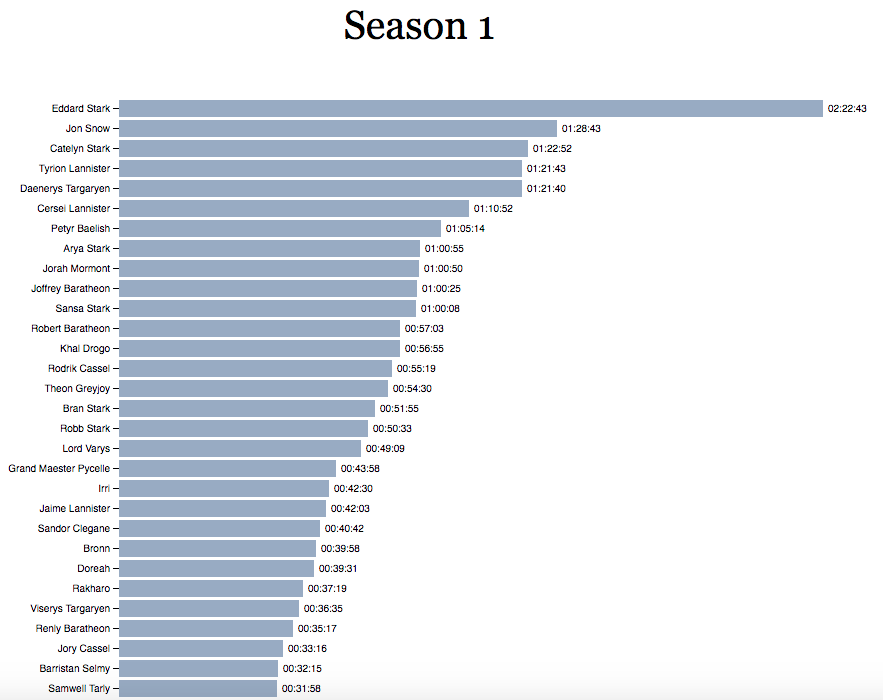 Season 1
Eddard Stark 02:22:43
Jon Snow 01:28:43
Catelyn Stark 01:22:52
Tyrion Lannister 01:21:43
Daenerys Targaryen 01:21:40
Cersei Lannister 01:10:52
Petyr Baelish 01:05:14
Arya Stark 01:00:55
Jorah Mormont 01:00:50
Joffrey Baratheon 01:00:25
Sansa Stark 01:00:08
Robert Baratheon 00:57:03
Khal Drogo 00:56:55
Rodrik Cassel 00:55:19
Theon Greyjoy 00:54:30
Bran Stark 00:51:55
Robb Stark 00:50:33
Lord Varys 00:49:09
Grand Maester Pycelle 00:43:58
Irri 00:42:30
Jaime Lannister 00:42:03
Sandor Clegane 00:40:42
Bronn 00:39:58
Doreah 00:39:31
Rakharo 00:37:19
Viserys Targaryen 00:36:35
Renly Baratheon 00:35:17
Jory Cassel 00:33:16
Barristan Selmy 00:32:15
Samwell Tarly 00:31:58